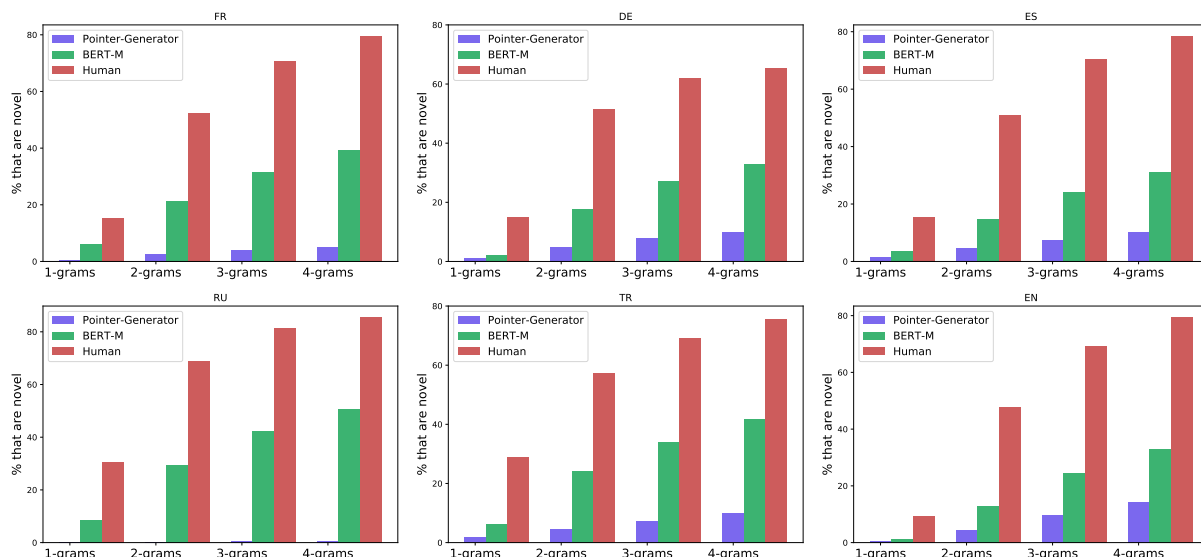 FR
% that are novel
80
60
40
20
0
Pointer-Generator
BERT-M
Human
1-grams 2-grams 3-grams 4-grams
DE
% that are novel
80
60
40
20
0
Pointer-Generator
BERT-M
Human
1-grams 2-grams 3-grams 4-grams
ES
% that are novel
80
60
40
20
0
Pointer-Generator
BERT-M
Human
1-grams 2-grams 3-grams 4-grams
RU
% that are novel
80
60
40
20
0
Pointer-Generator
BERT-M
Human
1-grams 2-grams 3-grams 4-grams
TR
% that are novel
80
60
40
20
0
Pointer-Generator
BERT-M
Human
1-grams 2-grams 3-grams 4-grams
EN
% that are novel
80
60
40
20
0
Pointer-Generator
BERT-M
Human
1-grams 2-grams 3-grams 4-grams